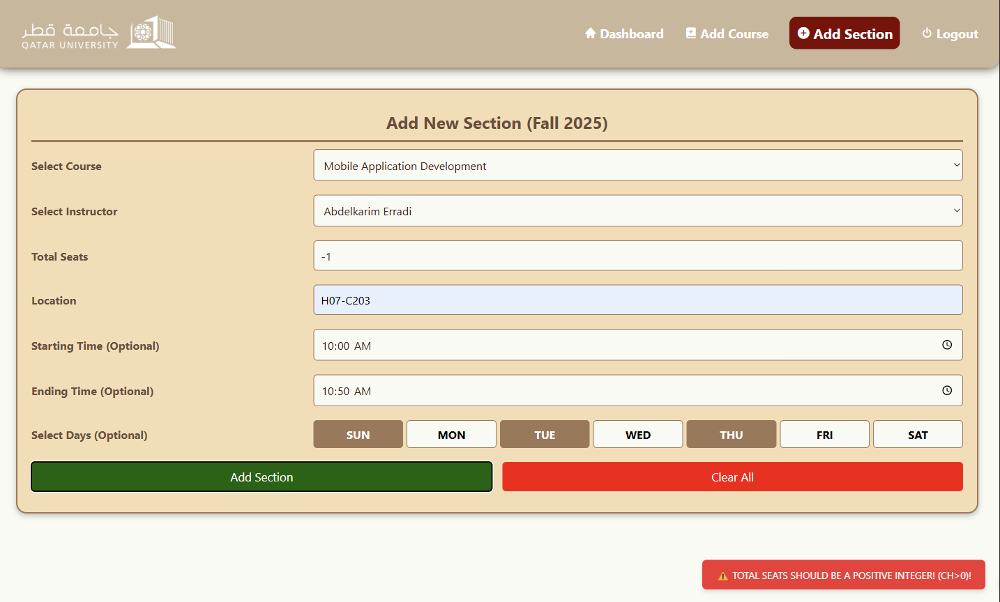 جامعة قطر
QATAR UNIVERSITY
Dashboard
Add Course
Add Section
Logout
Add New Section (Fall 2025)
Select Course
Mobile Application Development
Select Instructor
Abdelkarim Erradi
Total Seats
-1
Location
H07-C203
Starting Time (Optional)
10:00 AM
Ending Time (Optional)
10:50 AM
Select Days (Optional)
SUN MON TUE WED THU FRI SAT
Add Section
Clear All
⚠️ TOTAL SEATS SHOULD BE A POSITIVE INTEGER! (CH>0)!